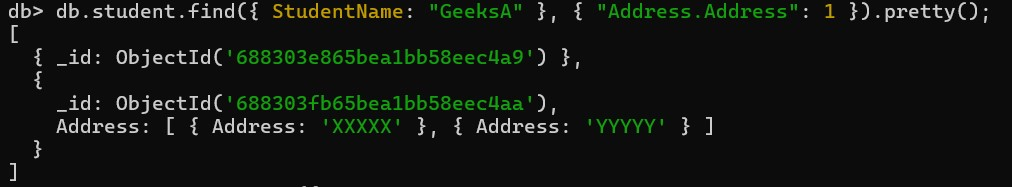 db> db.student.find({ StudentName: "GeeksA" }, { "Address.Address": 1 }).pretty();
[
  { _id: ObjectId('688303e865bea1bb58eec4a9') },
  {
    _id: ObjectId('688303fb65bea1bb58eec4aa'),
    Address: [ { Address: 'XXXXX' }, { Address: 'YYYYY' } ]
  }
]